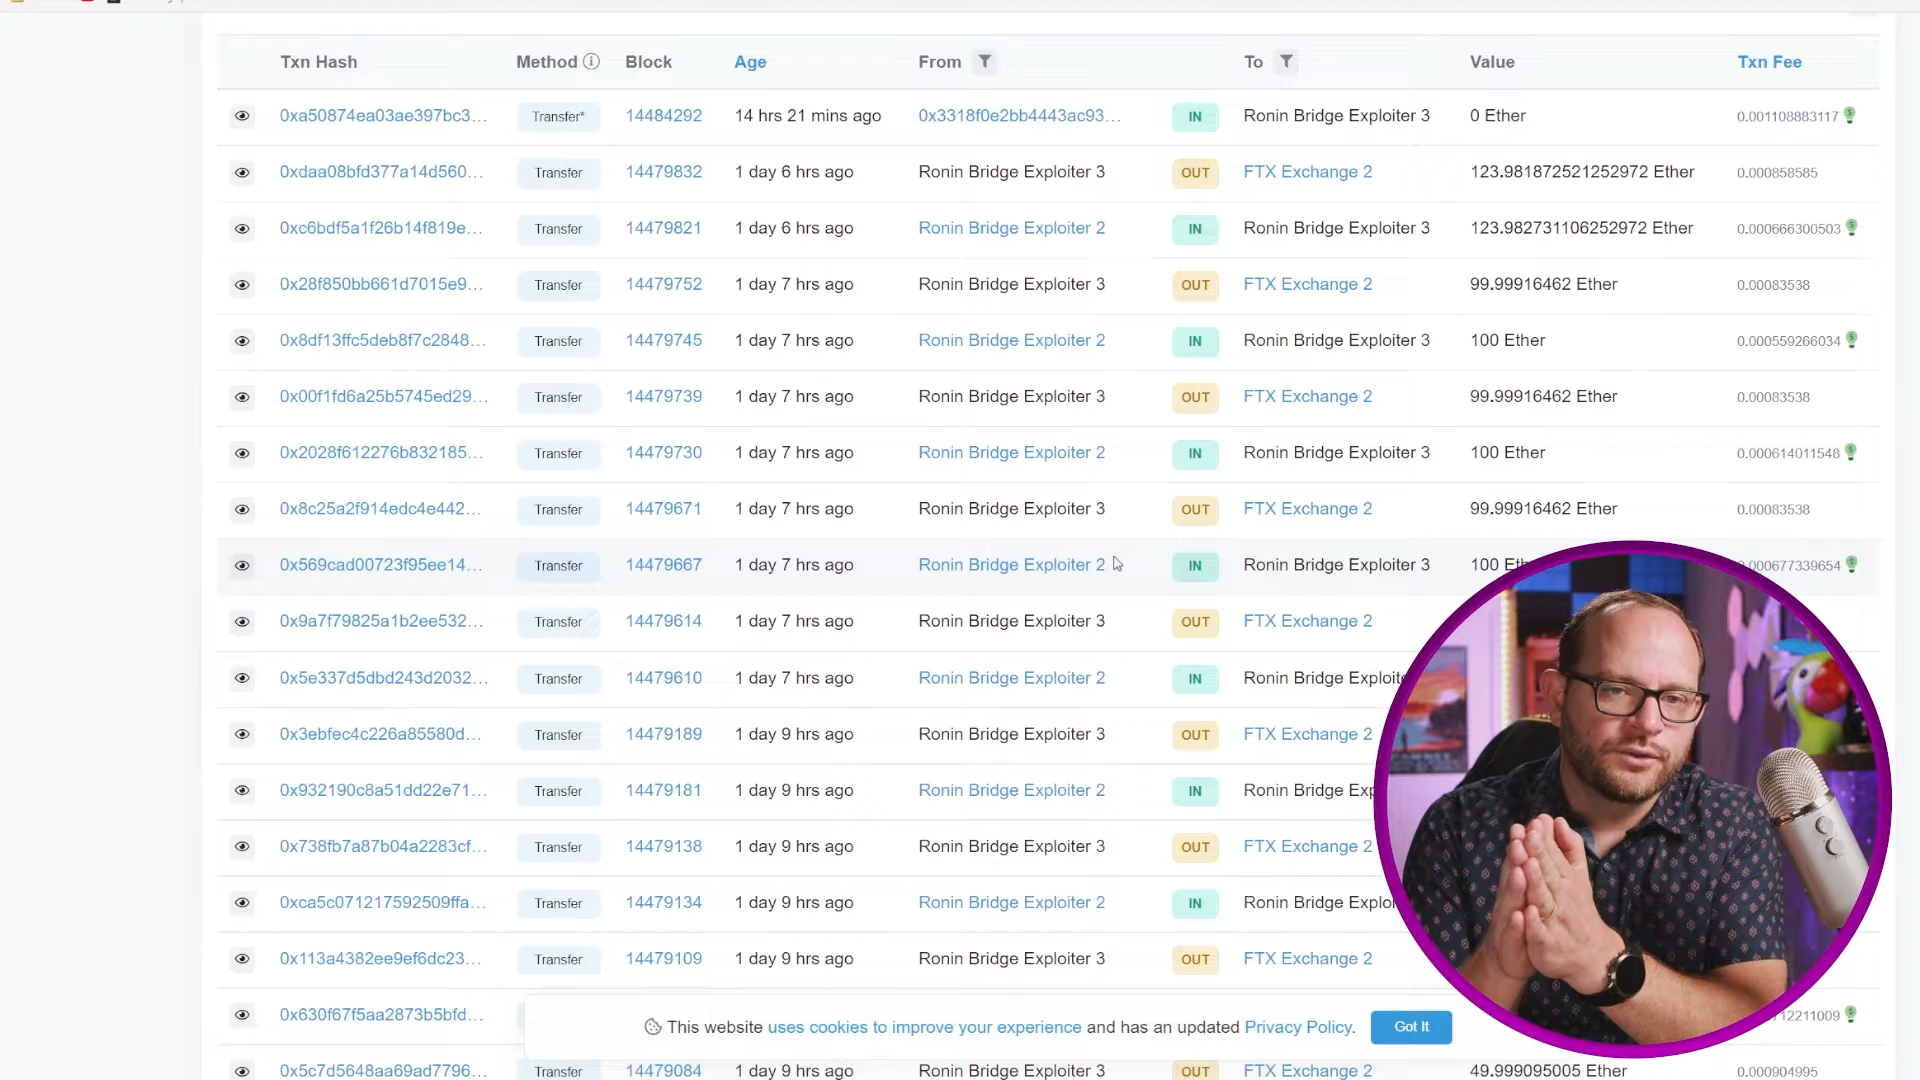 Txn Hash Method Block Age From To Value Txn Fee
0xa50874ea03ae397bc3... Transfer* 14484292 14 hrs 21 mins ago 0x3318f0e2bb4443ac93... IN Ronin Bridge Exploiter 3 0 Ether 0.001108883117
0xdaa08bfd377a14d560... Transfer 14479832 1 day 6 hrs ago Ronin Bridge Exploiter 3 OUT FTX Exchange 2 123.981872521252972 Ether 0.000858585
0xc6bdf5a1f26b14f819e... Transfer 14479821 1 day 6 hrs ago Ronin Bridge Exploiter 2 IN Ronin Bridge Exploiter 3 123.982731106252972 Ether 0.000666300503
0x28f850bb661d7015e9... Transfer 14479752 1 day 7 hrs ago Ronin Bridge Exploiter 3 OUT FTX Exchange 2 99.99916462 Ether 0.00083538
0x8df13ffc5deb8f7c2848... Transfer 14479745 1 day 7 hrs ago Ronin Bridge Exploiter 2 IN Ronin Bridge Exploiter 3 100 Ether 0.000559266034
0x00f1fd6a25b5745ed29... Transfer 14479739 1 day 7 hrs ago Ronin Bridge Exploiter 3 OUT FTX Exchange 2 99.99916462 Ether 0.00083538
0x2028f612276b832185... Transfer 14479730 1 day 7 hrs ago Ronin Bridge Exploiter 2 IN Ronin Bridge Exploiter 3 100 Ether 0.000614011548
0x8c25a2f914edc4e442... Transfer 14479671 1 day 7 hrs ago Ronin Bridge Exploiter 3 OUT FTX Exchange 2 99.99916462 Ether 0.00083538
0x569cad00723f95ee14... Transfer 14479667 1 day 7 hrs ago Ronin Bridge Exploiter 2 IN Ronin Bridge Exploiter 3 100 Eth 000677339654
0x9a7f79825a1b2ee532... Transfer 14479614 1 day 7 hrs ago Ronin Bridge Exploiter 3 OUT FTX Exchange 2
0x5e337d5dbd243d2032... Transfer 14479610 1 day 7 hrs ago Ronin Bridge Exploiter 2 IN Ronin Bridge Exploite
0x3ebfec4c226a85580d... Transfer 14479189 1 day 9 hrs ago Ronin Bridge Exploiter 3 OUT FTX Exchange 2
0x932190c8a51dd22e71... Transfer 14479181 1 day 9 hrs ago Ronin Bridge Exploiter 2 IN Ronin Bridge Exp
0x738fb7a87b04a2283cf... Transfer 14479138 1 day 9 hrs ago Ronin Bridge Exploiter 3 OUT FTX Exchange 2
0xca5c071217592509ffa... Transfer 14479134 1 day 9 hrs ago Ronin Bridge Exploiter 2 IN Ronin Bridge Explo
0x113a4382ee9ef6dc23... Transfer 14479109 1 day 9 hrs ago Ronin Bridge Exploiter 3 OUT FTX Exchange 2
0x630f67f5aa2873b5bfd... 712211009
This website uses cookies to improve your experience and has an updated Privacy Policy. Got It
0x5c7d5648aa69ad7796... Transfer 14479084 1 day 9 hrs ago Ronin Bridge Exploiter 3 OUT FTX Exchange 2 49.999095005 Ether 0.000904995